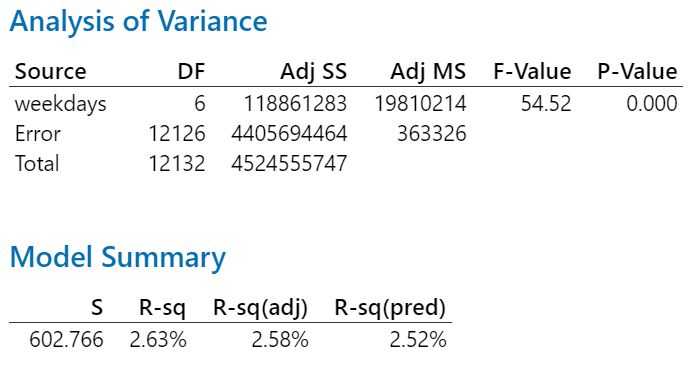 Analysis of Variance
Source DF Adj SS Adj MS F-Value P-Value
weekdays 6 118861283 19810214 54.52 0.000
Error 12126 4405694464 363326
Total 12132 4524555747
Model Summary
S R-sq R-sq(adj) R-sq(pred)
602.766 2.63% 2.58% 2.52%